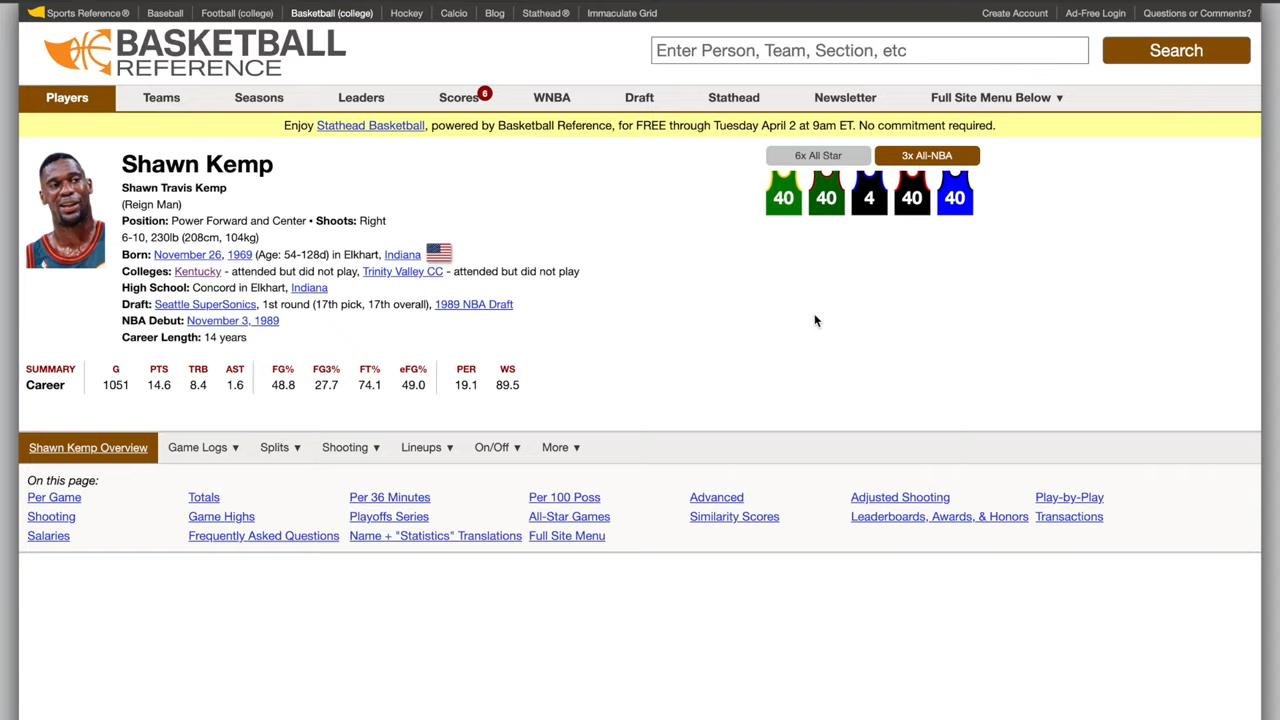 Sports Reference® Baseball Football (college) Basketball (college) Hockey Calcio Blog Stathead® Immaculate Grid Create Account Ad-Free Login Questions or Comments?
BASKETBALL
REFERENCE
Enter Person, Team, Section, etc Search
Players Teams Seasons Leaders Scores 6 WNBA Draft Stathead Newsletter Full Site Menu Below ▼
Enjoy Stathead Basketball, powered by Basketball Reference, for FREE through Tuesday April 2 at 9am ET. No commitment required.
6x All Star 3x All-NBA
40 40 4 40 40
Shawn Kemp
Shawn Travis Kemp
(Reign Man)
Position: Power Forward and Center • Shoots: Right
6-10, 230lb (208cm, 104kg)
Born: November 26, 1969 (Age: 54-128d) in Elkhart, Indiana
Colleges: Kentucky - attended but did not play, Trinity Valley CC - attended but did not play
High School: Concord in Elkhart, Indiana
Draft: Seattle SuperSonics, 1st round (17th pick, 17th overall), 1989 NBA Draft
NBA Debut: November 3, 1989
Career Length: 14 years
SUMMARY G PTS TRB AST FG% FG3% FT% eFG% PER WS
Career 1051 14.6 8.4 1.6 48.8 27.7 74.1 49.0 19.1 89.5
Shawn Kemp Overview Game Logs ▼ Splits ▼ Shooting ▼ Lineups ▼ On/Off ▼ More ▼
On this page:
Per Game Totals Per 36 Minutes Per 100 Poss Advanced Adjusted Shooting Play-by-Play
Shooting Game Highs Playoffs Series All-Star Games Similarity Scores Leaderboards, Awards, & Honors Transactions
Salaries Frequently Asked Questions Name + "Statistics" Translations Full Site Menu